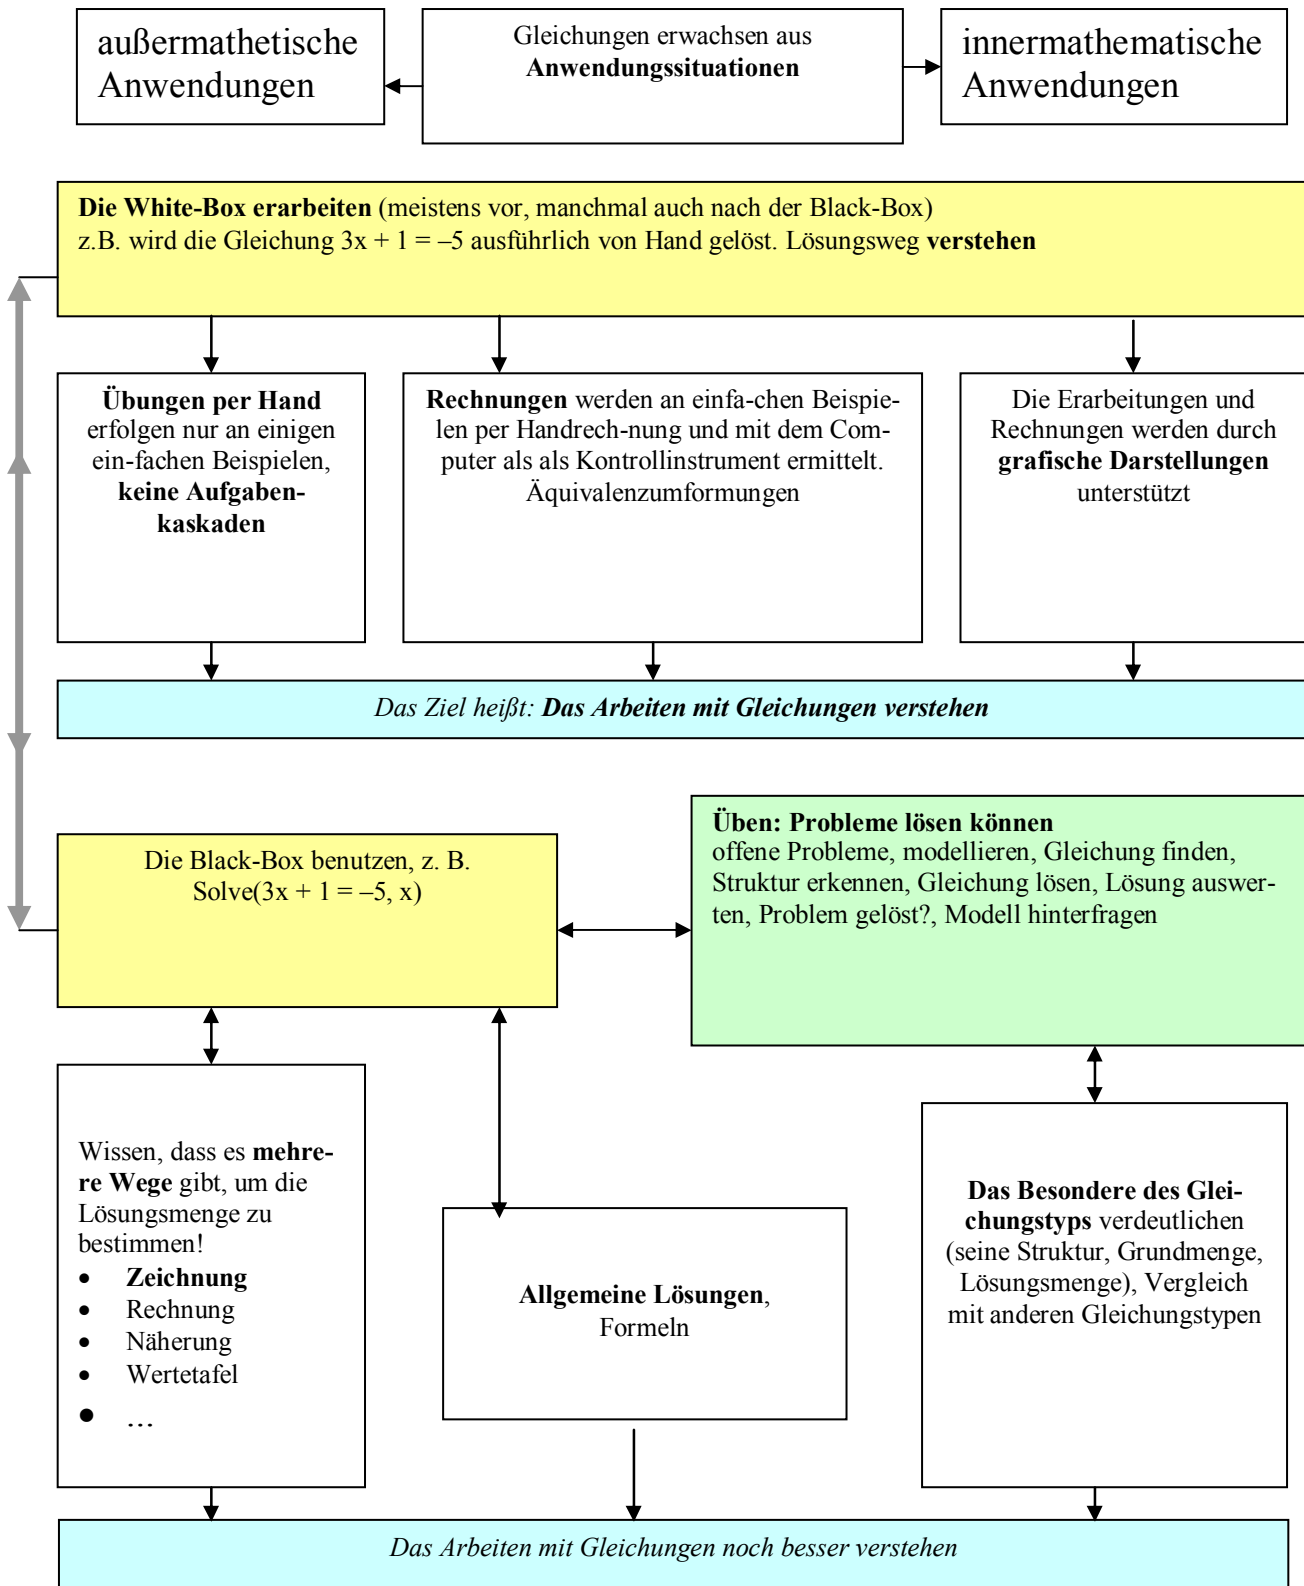 außermathetische
Anwendungen
Gleichungen erwachsen aus
Anwendungssituationen
innermathematische
Anwendungen
Die White-Box erarbeiten (meistens vor, manchmal auch nach der Black-Box)
z.B. wird die Gleichung 3x + 1 = –5 ausführlich von Hand gelöst. Lösungsweg verstehen
Übungen per Hand
erfolgen nur an einigen
ein-fachen Beispielen,
keine Aufgaben-
kaskaden
Rechnungen werden an einfa-chen Beispie-
len per Handrech-nung und mit dem Com-
puter als als Kontrollinstrument ermittelt.
Äquivalenzumformungen
Die Erarbeitungen und
Rechnungen werden durch
grafische Darstellungen
unterstützt
Das Ziel heißt: Das Arbeiten mit Gleichungen verstehen
Die Black-Box benutzen, z. B.
Solve(3x + 1 = –5, x)
Üben: Probleme lösen können
offene Probleme, modellieren, Gleichung finden,
Struktur erkennen, Gleichung lösen, Lösung auswer-
ten, Problem gelöst?, Modell hinterfragen
Wissen, dass es mehre-
re Wege gibt, um die
Lösungsmenge zu
bestimmen!
• Zeichnung
• Rechnung
• Näherung
• Wertetafel
• …
Allgemeine Lösungen,
Formeln
Das Besondere des Glei-
chungstyps verdeutlichen
(seine Struktur, Grundmenge,
Lösungsmenge), Vergleich
mit anderen Gleichungstypen
Das Arbeiten mit Gleichungen noch besser verstehen